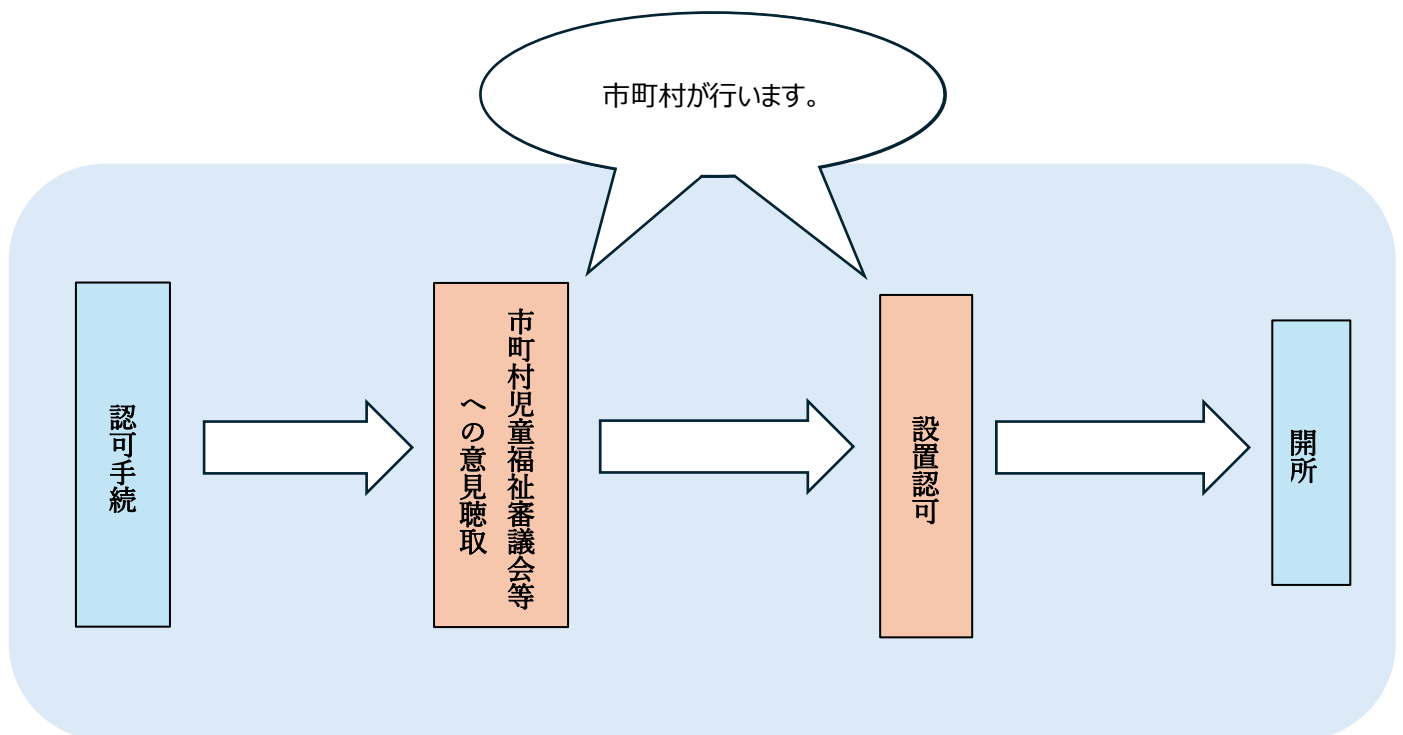 市町村が行います。
認可手続
市町村児童福祉審議会等
への意見聴取
設置認可
開所